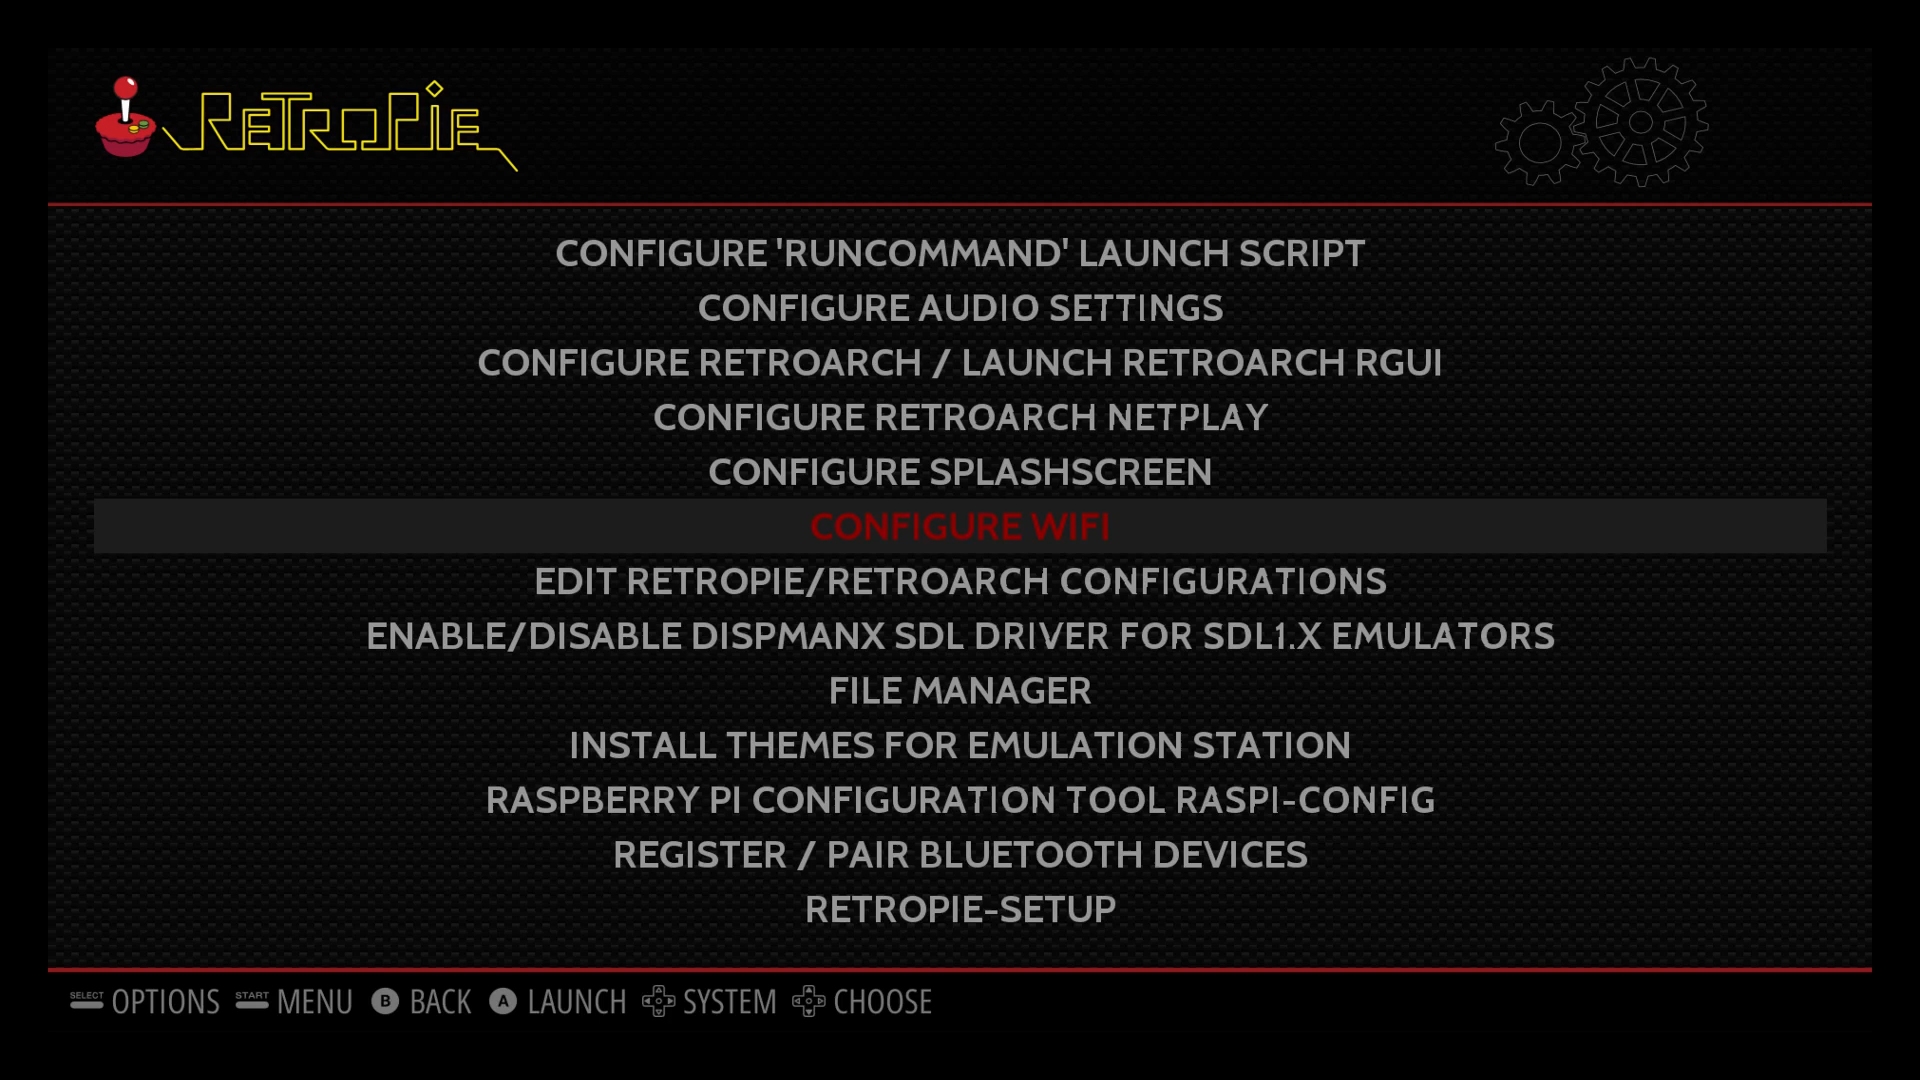 RETROPIE
CONFIGURE 'RUNCOMMAND' LAUNCH SCRIPT
CONFIGURE AUDIO SETTINGS
CONFIGURE RETROARCH / LAUNCH RETROARCH RGUI
CONFIGURE RETROARCH NETPLAY
CONFIGURE SPLASHSCREEN
CONFIGURE WIFI
EDIT RETROPIE/RETROARCH CONFIGURATIONS
ENABLE/DISABLE DISPMANX SDL DRIVER FOR SDL1.X EMULATORS
FILE MANAGER
INSTALL THEMES FOR EMULATION STATION
RASPBERRY PI CONFIGURATION TOOL RASPI-CONFIG
REGISTER / PAIR BLUETOOTH DEVICES
RETROPIE-SETUP
SELECT OPTIONS START MENU B BACK A LAUNCH SYSTEM CHOOSE